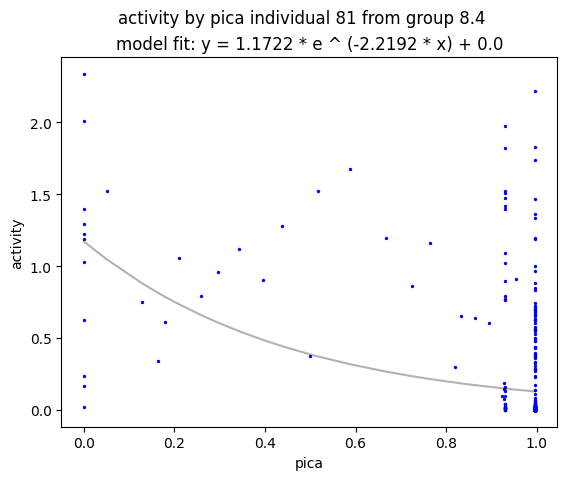 activity by pica individual 81 from group 8.4
model fit: y = 1.1722 * e ^ (-2.2192 * x) + 0.0
activity
2.0
1.5
1.0
0.5
0.0
0.0 0.2 0.4 0.6 0.8 1.0
pica